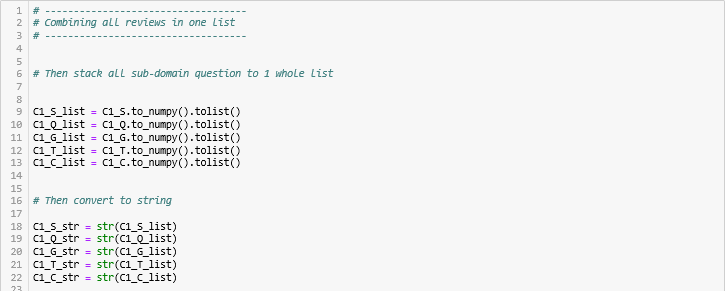 1 # -----------------------------------
2 # Combining all reviews in one list
3 # -----------------------------------
4
5
6 # Then stack all sub-domain question to 1 whole list
7
8
9 C1_S_list = C1_S.to_numpy().tolist()
10 C1_Q_list = C1_Q.to_numpy().tolist()
11 C1_G_list = C1_G.to_numpy().tolist()
12 C1_T_list = C1_T.to_numpy().tolist()
13 C1_C_list = C1_C.to_numpy().tolist()
14
15
16 # Then convert to string
17
18 C1_S_str = str(C1_S_list)
19 C1_Q_str = str(C1_Q_list)
20 C1_G_str = str(C1_G_list)
21 C1_T_str = str(C1_T_list)
22 C1_C_str = str(C1_C_list)
23